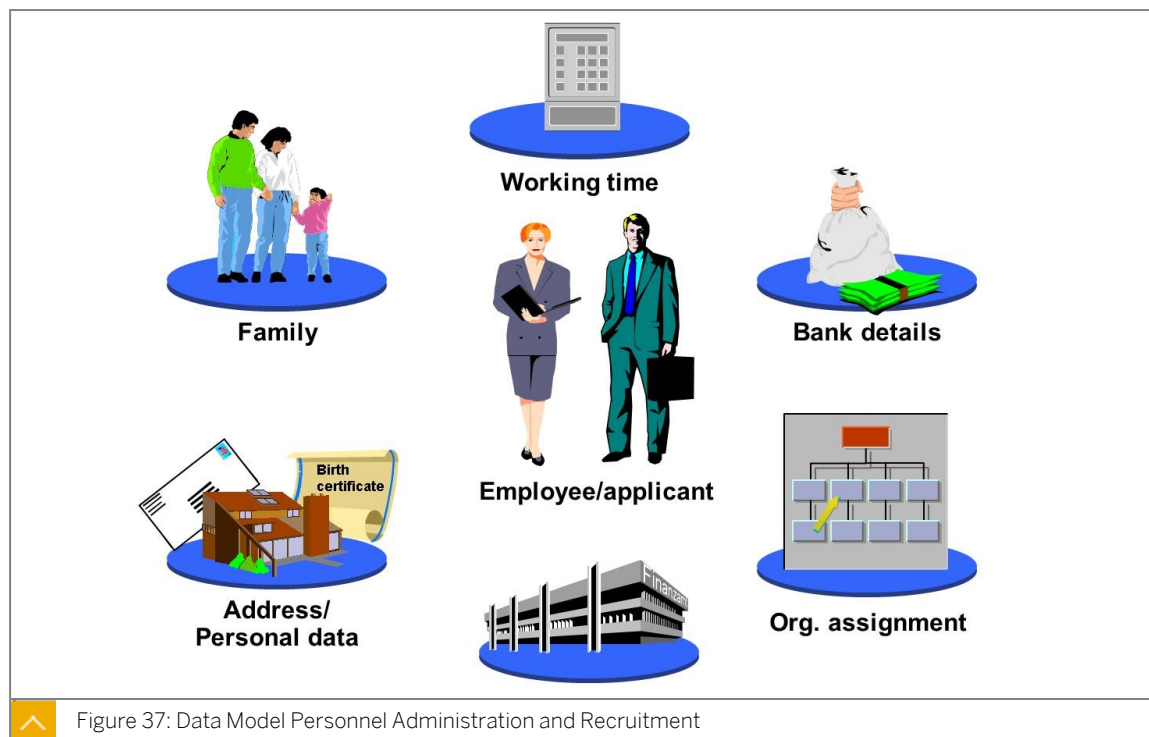 Working time
Family
Bank details
Employee/applicant
Birth
certificate
Address/
Personal data
Finanzamt
Org. assignment
Figure 37: Data Model Personnel Administration and Recruitment